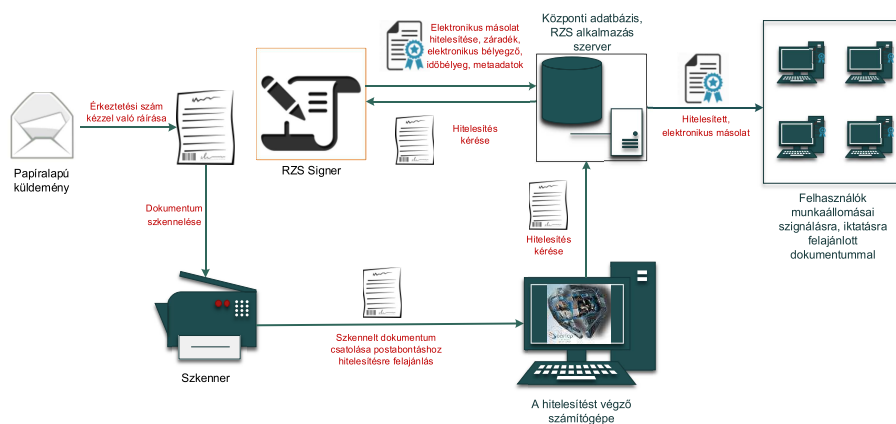 Papíralapú
küldemény
Érkeztetési szám
kézzel való ráírása
Dokumentum
szkennelése
Szkenner
Szkennelt dokumentum
csatolása postabontáshoz
hitelesítésre felajánlás
A hitelesítést végző
számítógépe
Hitelesítés
kérése
Központi adatbázis,
RZS alkalmazás
szerver
Hitelesítés
kérése
RZS Signer
Elektronikus másolat
hitelesítése, záradék,
elektronikus bélyegző,
időbélyeg, metaadatok
Hitelesített,
elektronikus másolat
Felhasználók
munkaállomásai
szignálásra, iktatásra
felajánlott
dokumentummal